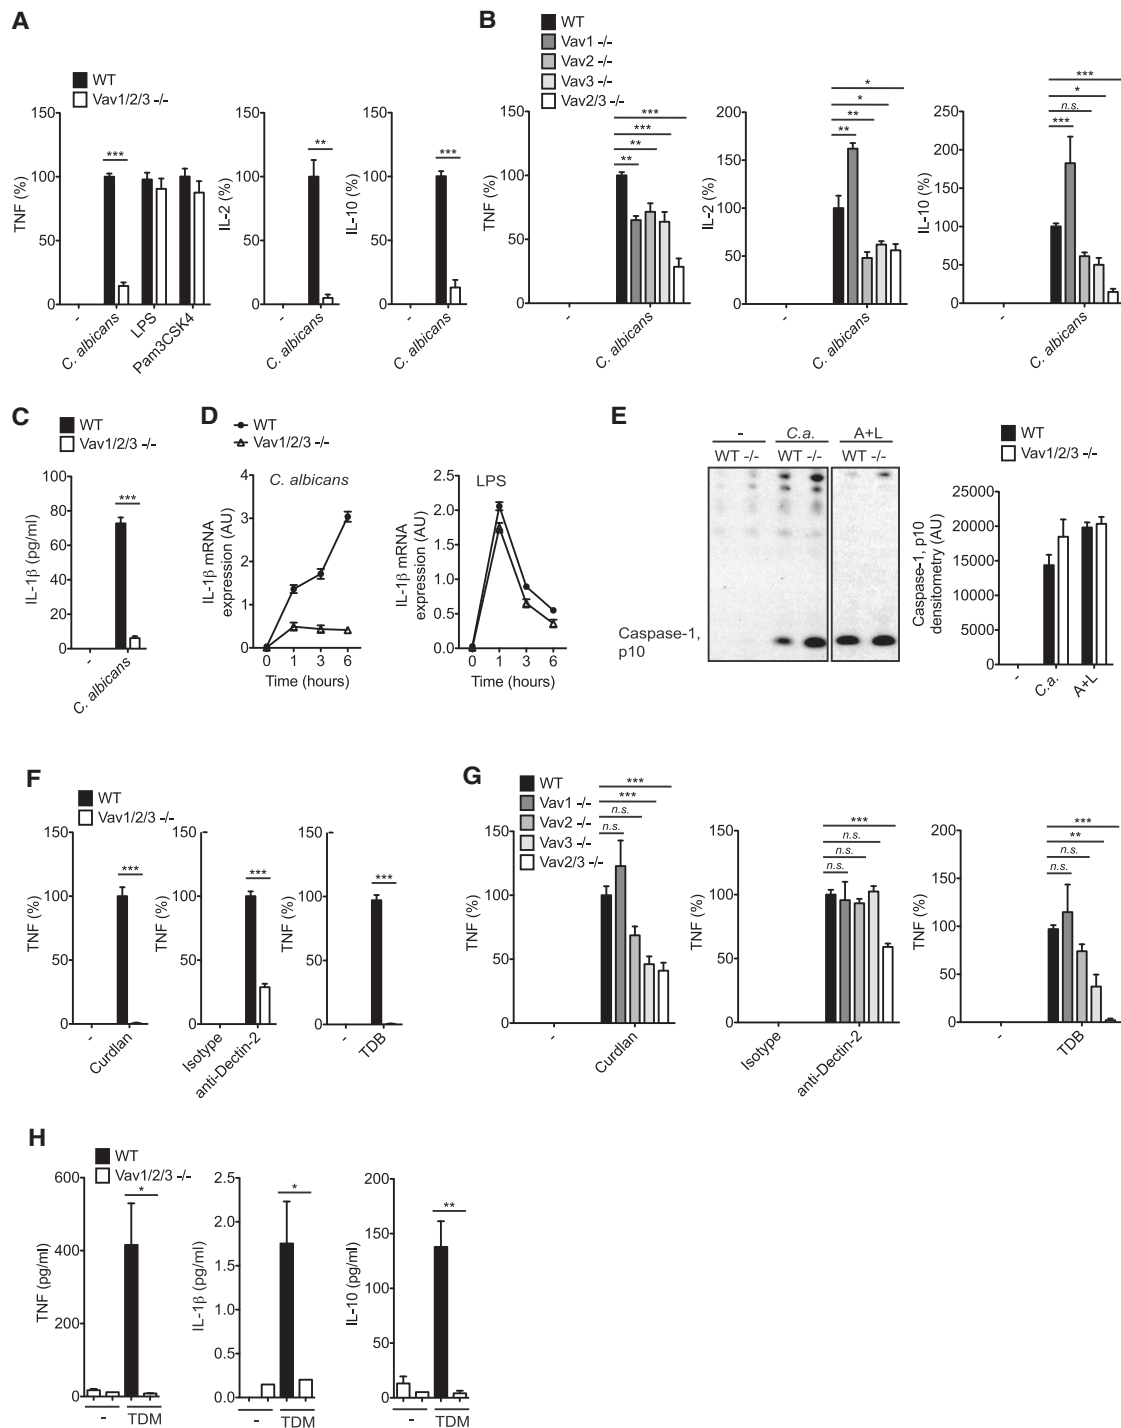 A
WT
Vav1/2/3 -/-
TNF (%)
150
100
50
0
***
-
C. albicans
LPS
Pam3CSK4
IL-2 (%)
150
100
50
0
**
-
C. albicans
IL-10 (%)
150
100
50
0
***
-
C. albicans
B
WT
Vav1 -/-
Vav2 -/-
Vav3 -/-
Vav2/3 -/-
TNF (%)
150
100
50
0
***
***
**
**
-
C. albicans
IL-2 (%)
200
150
100
50
0
*
*
**
**
-
C. albicans
IL-10 (%)
250
200
150
100
50
0
***
*
n.s.
***
-
C. albicans
C
WT
Vav1/2/3 -/-
IL-1β (pg/ml)
100
80
60
40
20
0
***
-
C. albicans
D
WT
Vav1/2/3 -/-
C. albicans
IL-1β mRNA
expression (AU)
4
3
2
1
0
0 1 3 6
Time (hours)
LPS
IL-1β mRNA
expression (AU)
2.5
2.0
1.5
1.0
0.5
0.0
0 1 3 6
Time (hours)
E
- C.a. A+L
WT -/- WT -/- WT -/-
Caspase-1,
p10
WT
Vav1/2/3 -/-
Caspase-1, p10
densitometry (AU)
25000
20000
15000
10000
5000
0
-
C.a.
A+L
F
WT
Vav1/2/3 -/-
TNF (%)
150
100
50
0
***
-
Curdlan
TNF (%)
150
100
50
0
***
Isotype
anti-Dectin-2
TNF (%)
150
100
50
0
***
-
TDB
G
WT
Vav1 -/-
Vav2 -/-
Vav3 -/-
Vav2/3 -/-
TNF (%)
150
100
50
0
***
***
n.s.
n.s.
-
Curdlan
TNF (%)
150
100
50
0
***
n.s.
n.s.
n.s.
Isotype
anti-Dectin-2
TNF (%)
200
150
100
50
0
***
**
n.s.
n.s.
-
TDB
H
WT
Vav1/2/3 -/-
TNF (pg/ml)
600
400
200
0
*
- TDM
IL-1β (pg/ml)
2.5
2.0
1.5
1.0
0.5
0.0
*
- TDM
IL-10 (pg/ml)
200
150
100
50
0
**
- TDM